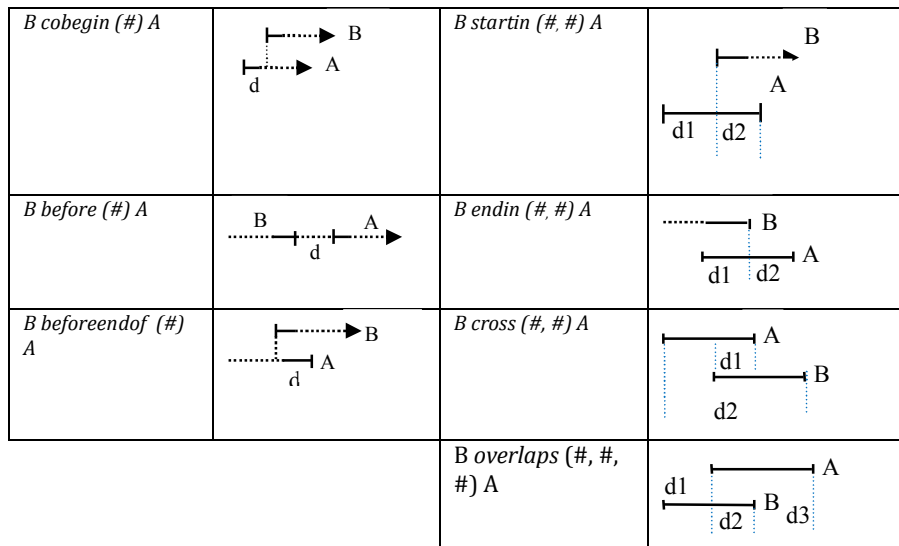 B cobegin (#) A
B
A
d
B startin (#, #) A
B
A
d1 d2
B before (#) A
B A
d
B endin (#, #) A
B
A
d1 d2
B beforeendof (#)
A
B
A
d
B cross (#, #) A
A
d1
B
d2
B overlaps (#, #,
#) A
A
d1
B
d2 d3